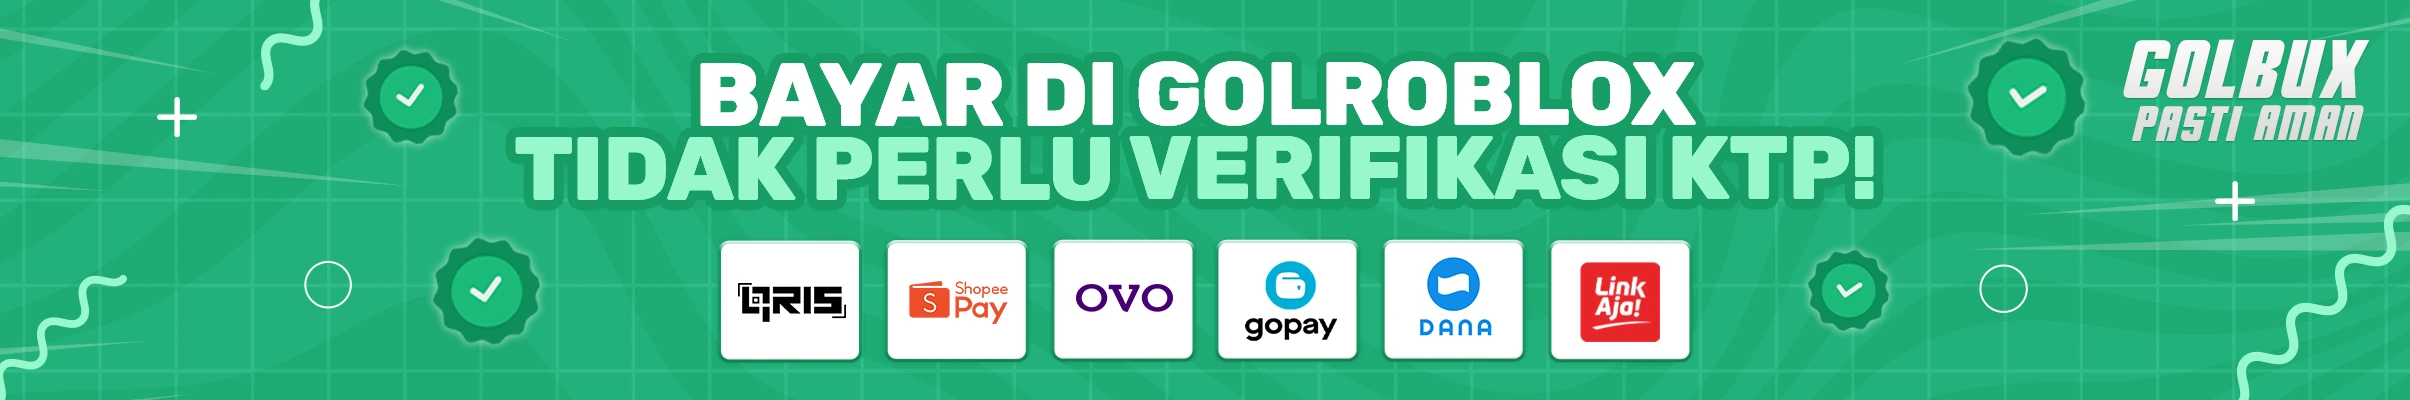 BAYAR DI GOLROBLOX
TIDAK PERLU VERIFIKASI KTP!
GOLBUX
PASTI AMAN
QRIS
S Shopee
Pay
OVO
gopay
DANA
Link
Aja!